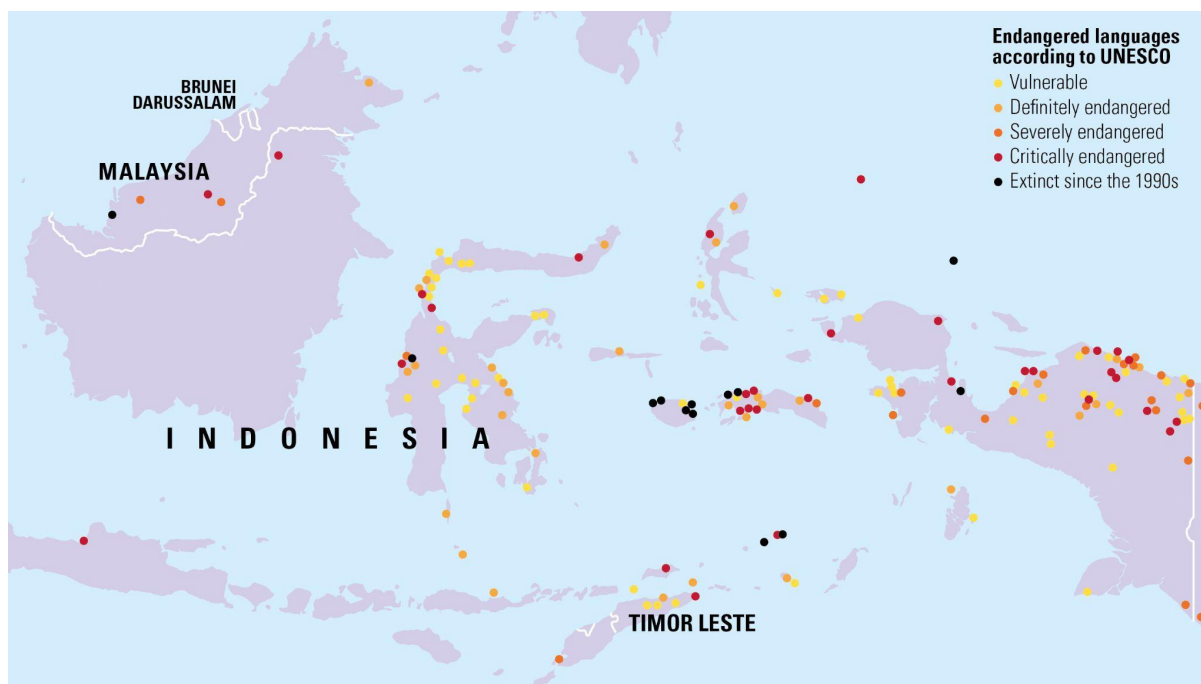 Endangered languages
according to UNESCO
Vulnerable
Definitely endangered
Severely endangered
Critically endangered
Extinct since the 1990s
BRUNEI
DARUSSALAM
MALAYSIA
INDONESIA
TIMOR LESTE